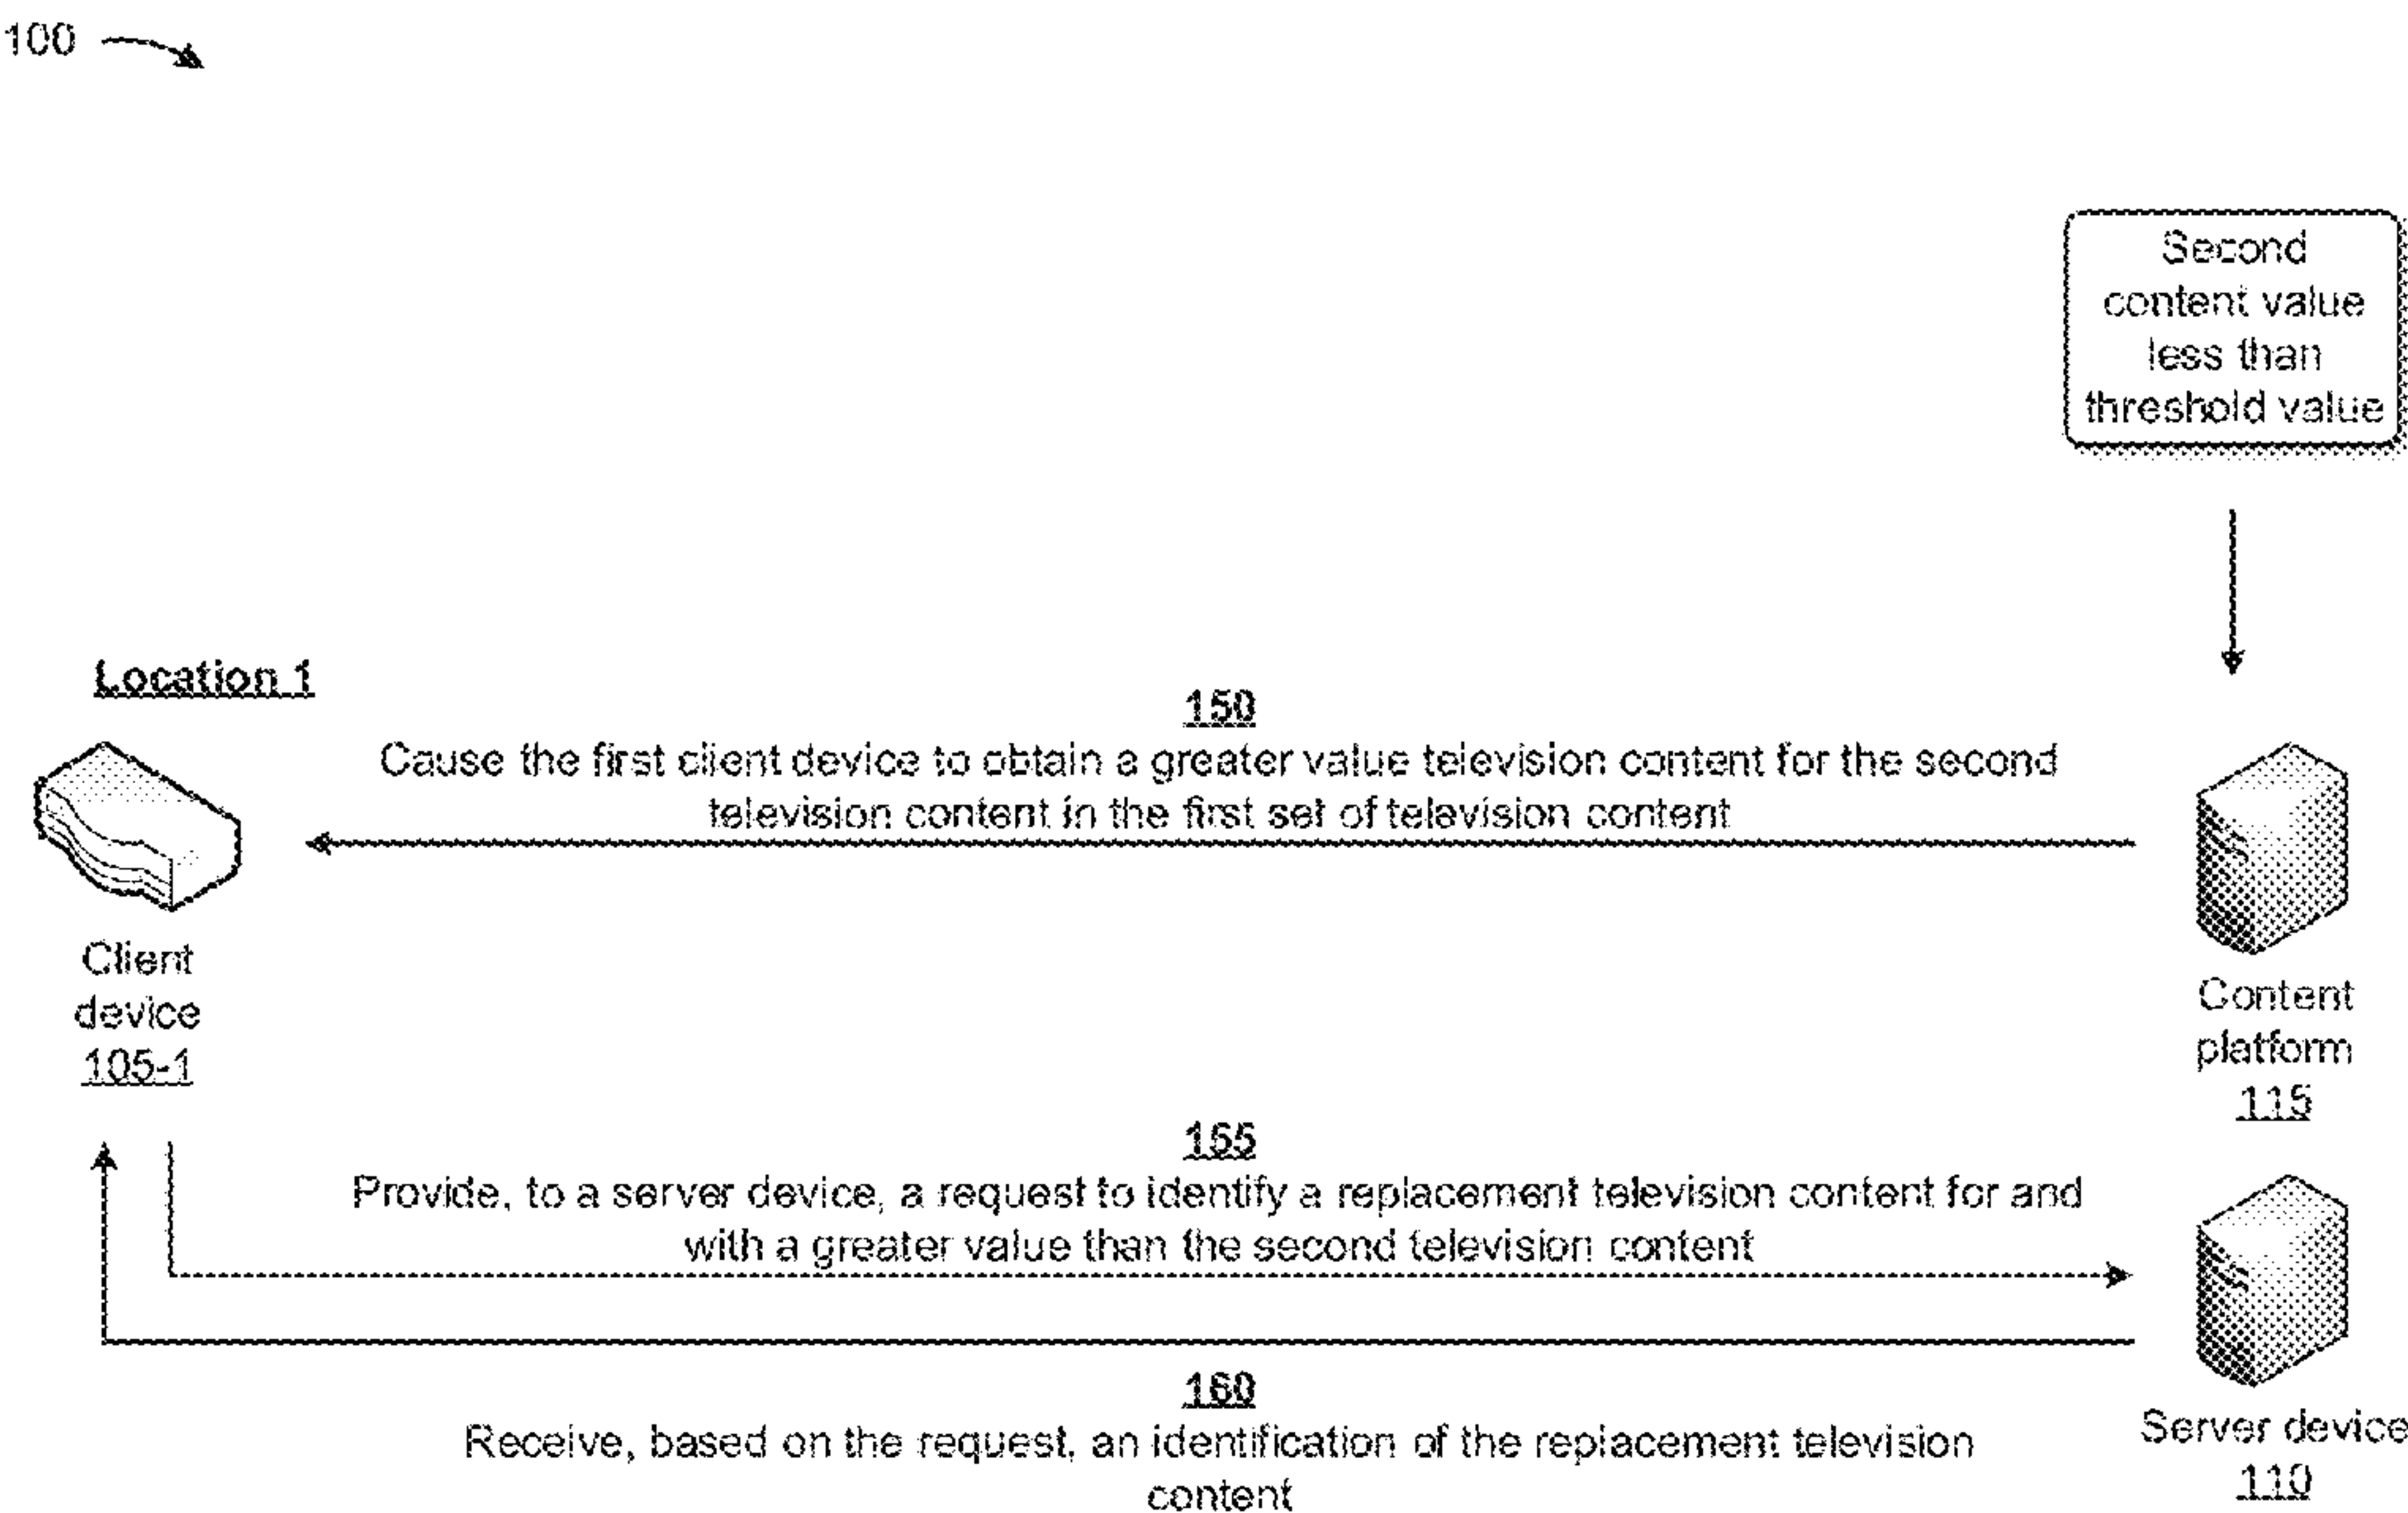 100
Second
content value
less than
threshold value
Location 1
150
Cause the first client device to obtain a greater value television content for the second
television content in the first set of television content
Client
device
105-1
Content
platform
115
155
Provide, to a server device, a request to identify a replacement television content for and
with a greater value than the second television content
160
Receive, based on the request, an identification of the replacement television
content
Server device
110